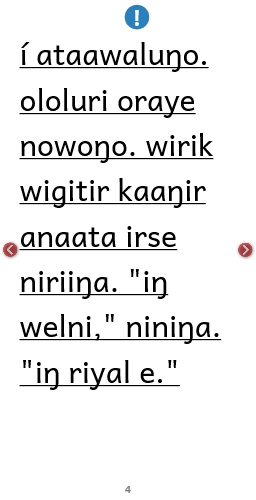 í ataawaluŋo.
ololuri oraye
nowoŋo. wirik
wigitir kaaŋir
anaata irse
niriiŋa. "iŋ
welni," niniŋa.
"iŋ riyal e."
4